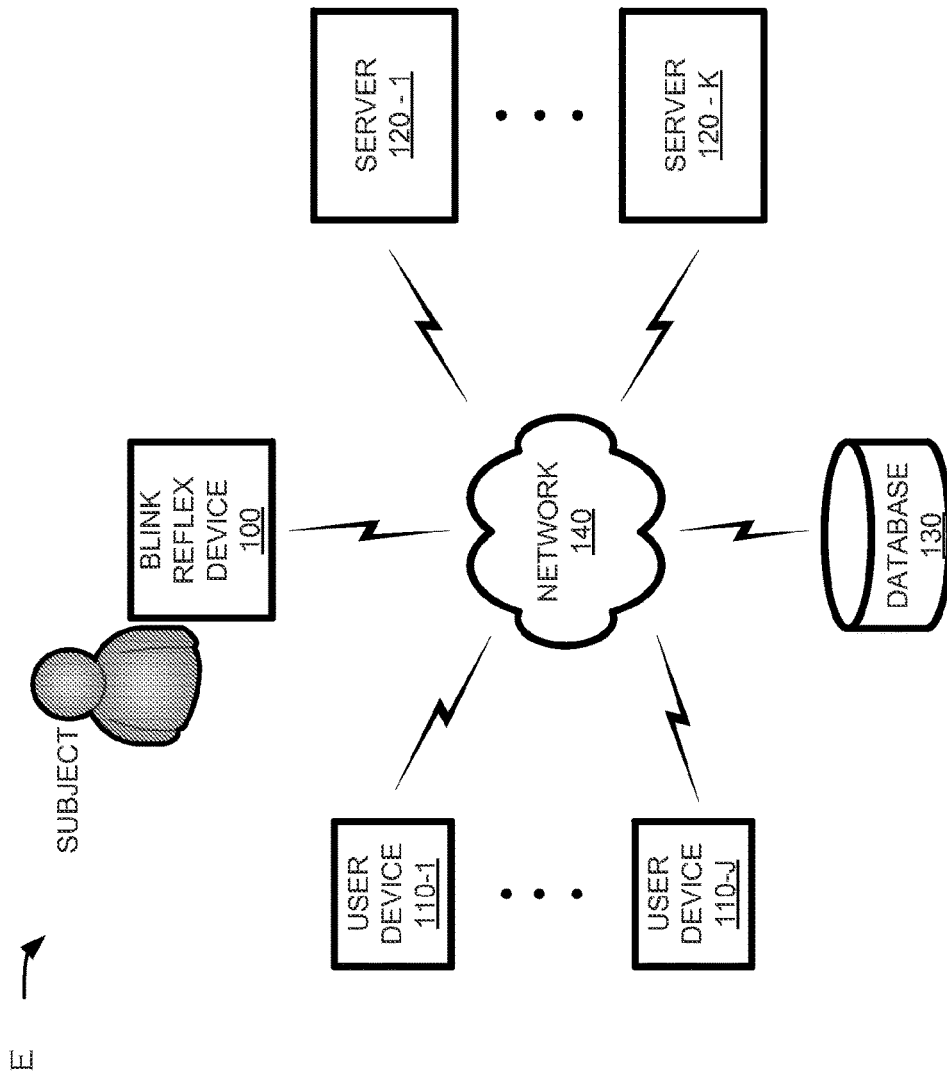 E
SUBJECT
BLINK
REFLEX
DEVICE
100
USER
DEVICE
110-1
USER
DEVICE
110-J
NETWORK
140
SERVER
120 - 1
SERVER
120 - K
DATABASE
130